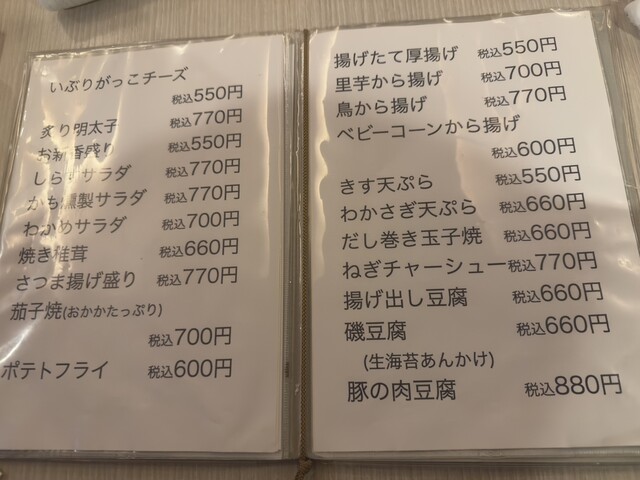 いぶりがっこチーズ
税込550円
炙り明太子 税込770円
お新香盛り 税込550円
しらすサラダ 税込770円
かも燻製サラダ 税込770円
わかめサラダ 税込700円
焼き椎茸 税込660円
さつま揚げ盛り 税込770円
茄子焼(おかかたっぷり)
税込700円
ポテトフライ 税込600円
揚げたて厚揚げ 税込550円
里芋から揚げ 税込700円
鳥から揚げ 税込770円
ベビーコーンから揚げ
税込600円
きす天ぷら 税込550円
わかさぎ天ぷら 税込660円
だし巻き玉子焼 税込660円
ねぎチャーシュー 税込770円
揚げ出し豆腐 税込660円
磯豆腐 税込660円
(生海苔あんかけ)
豚の肉豆腐 税込880円